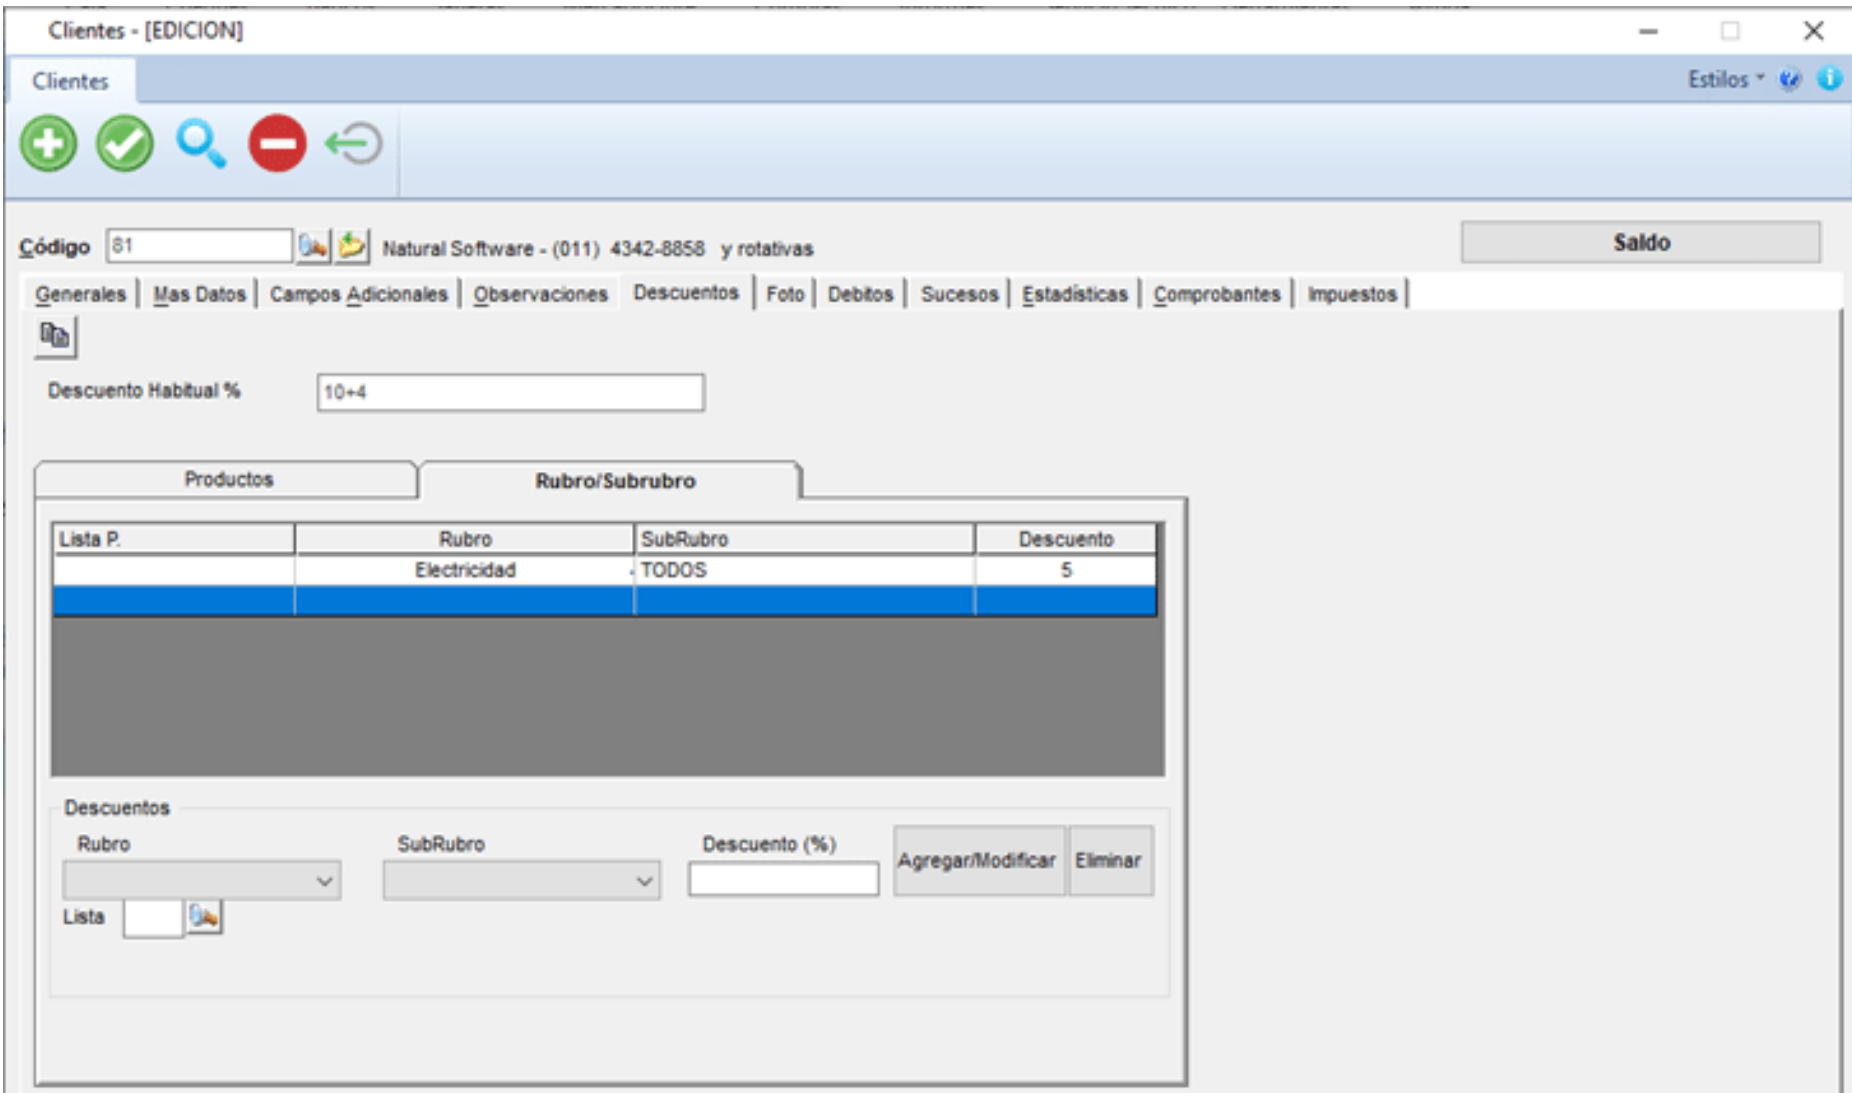 Clientes - [EDICION]
Clientes
Estilos
Código 81 Natural Software - (011) 4342-8858 y rotativas Saldo
Generales Mas Datos Campos Adicionales Observaciones Descuentos Foto Debitos Sucesos Estadísticas Comprobantes Impuestos
Descuento Habitual % 10+4
Productos Rubro/Subrubro
Lista P. Rubro SubRubro Descuento
Electricidad - TODOS 5
Descuentos
Rubro SubRubro Descuento (%)
Agregar/Modificar Eliminar
Lista